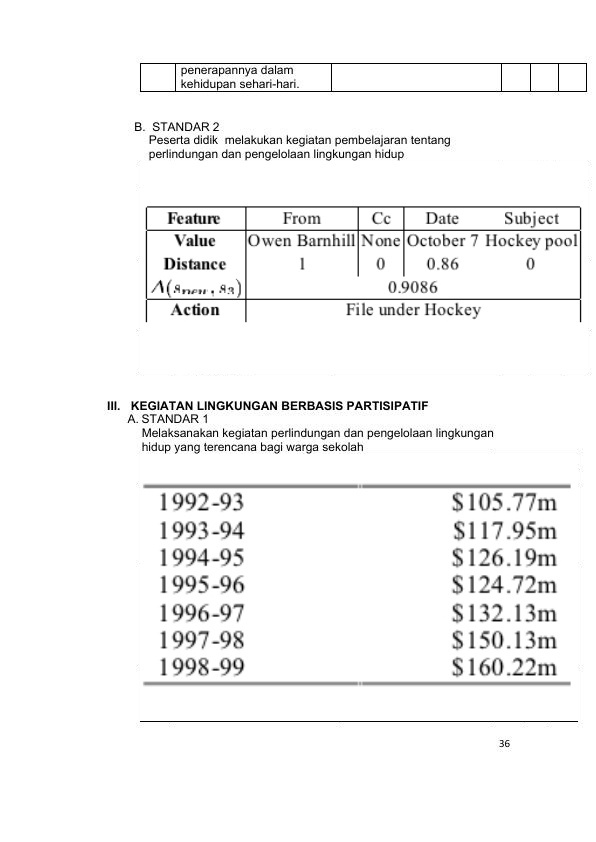 penerapannya dalam
kehidupan sehari-hari.
B. STANDAR 2
Peserta didik melakukan kegiatan pembelajaran tentang
perlindungan dan pengelolaan lingkungan hidup
Feature From Cc Date Subject
Value Owen Barnhill None October 7 Hockey pool
Distance 1 0 0.86 0
0.9086
Action File under Hockey
III. KEGIATAN LINGKUNGAN BERBASIS PARTISIPATIF
A. STANDAR 1
Melaksanakan kegiatan perlindungan dan pengelolaan lingkungan
hidup yang terencana bagi warga sekolah
1992-93 $105.77m
1993-94 $117.95m
1994-95 $126.19m
1995-96 $124.72m
1996-97 $132.13m
1997-98 $150.13m
1998-99 $160.22m
36